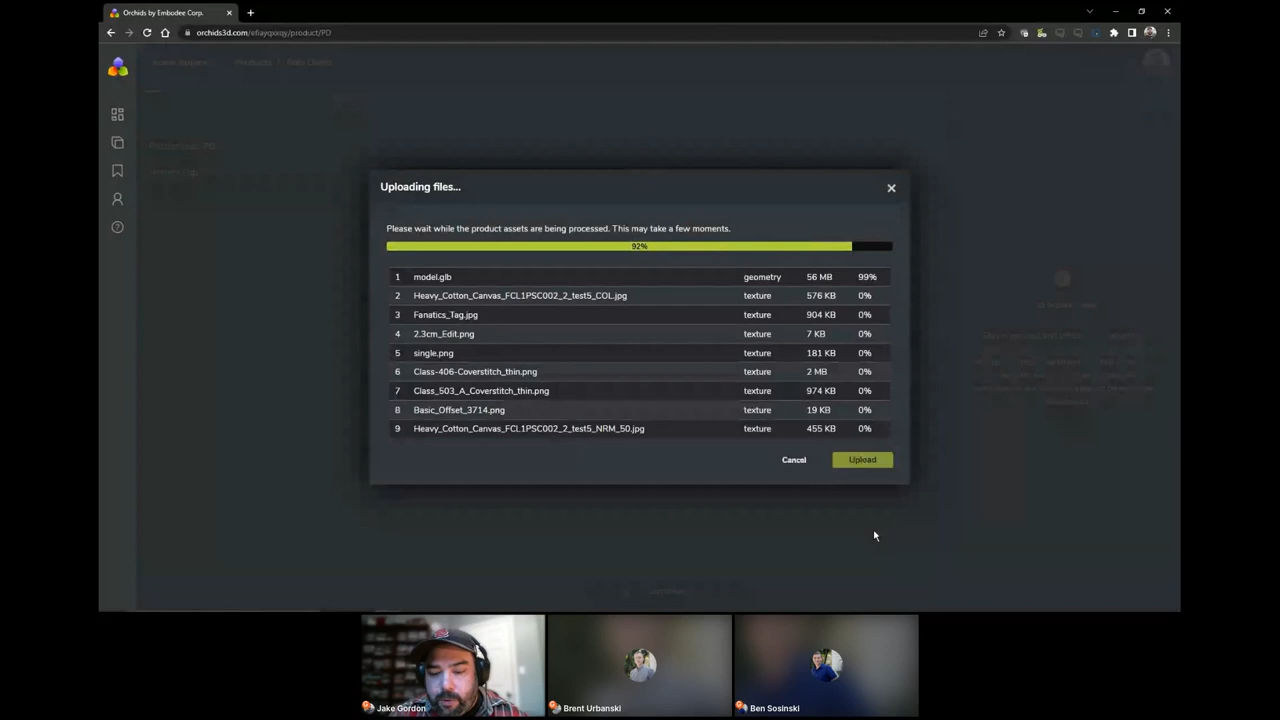 Orchids by Embodee Corp.
orchids3d.com/efiayqxxqy/product/PD
Products
Uploading files...
Please wait while the product assets are being processed. This may take a few moments.
92%
1 model.glb geometry 56 MB 99%
2 Heavy_Cotton_Canvas_FCL1PSC002_2_test5_COL.jpg texture 576 KB 0%
3 Fanatics_Tag.jpg texture 904 KB 0%
4 2.3cm_Edit.png texture 7 KB 0%
5 single.png texture 181 KB 0%
6 Class-406-Coverstitch_thin.png texture 2 MB 0%
7 Class_503_A_Coverstitch_thin.png texture 974 KB 0%
8 Basic_Offset_3714.png texture 19 KB 0%
9 Heavy_Cotton_Canvas_FCL1PSC002_2_test5_NRM_50.jpg texture 455 KB 0%
Cancel Upload
Jake Gordon
Brent Urbanski
Ben Sosinski